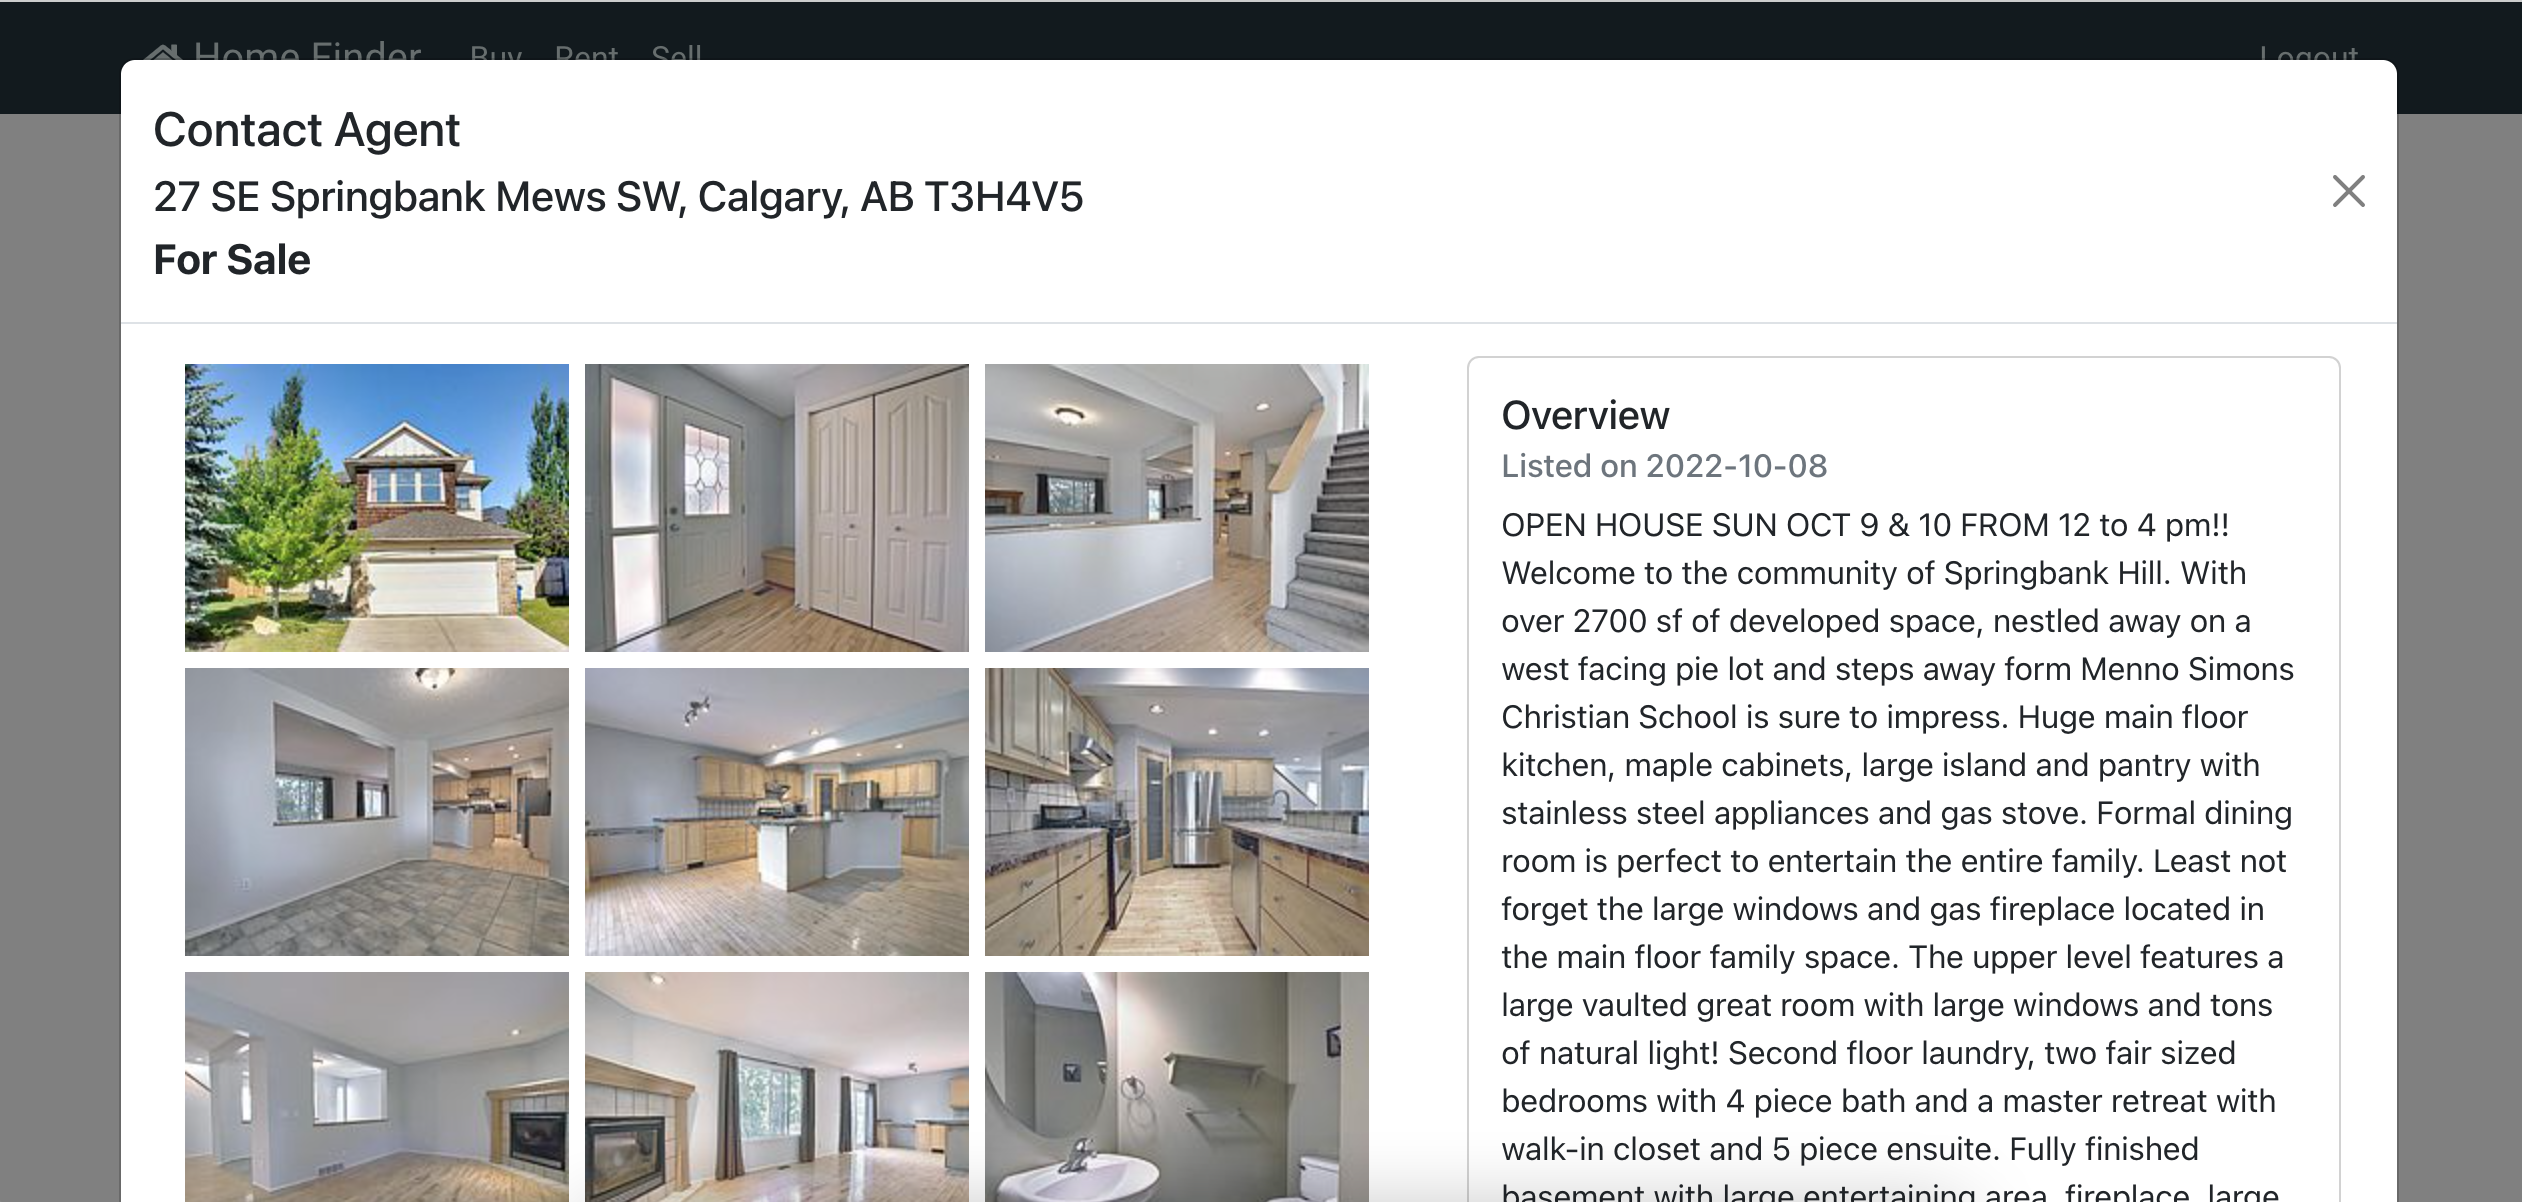 Home Finder Buy Rent Sell Logout
Contact Agent
27 SE Springbank Mews SW, Calgary, AB T3H4V5
For Sale
Overview
Listed on 2022-10-08
OPEN HOUSE SUN OCT 9 & 10 FROM 12 to 4 pm!!
Welcome to the community of Springbank Hill. With
over 2700 sf of developed space, nestled away on a
west facing pie lot and steps away form Menno Simons
Christian School is sure to impress. Huge main floor
kitchen, maple cabinets, large island and pantry with
stainless steel appliances and gas stove. Formal dining
room is perfect to entertain the entire family. Least not
forget the large windows and gas fireplace located in
the main floor family space. The upper level features a
large vaulted great room with large windows and tons
of natural light! Second floor laundry, two fair sized
bedrooms with 4 piece bath and a master retreat with
walk-in closet and 5 piece ensuite. Fully finished
basement with large entertaining area, fireplace, large